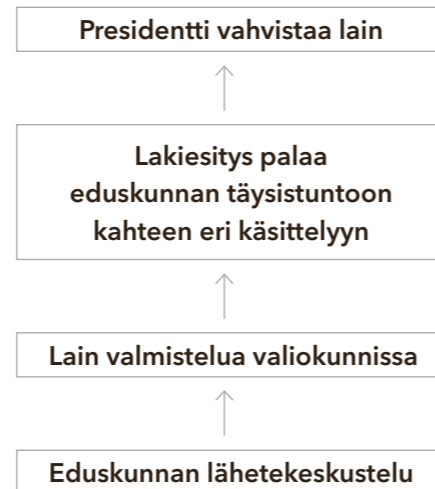 Presidentti vahvistaa lain
Lakiesitys palaa
eduskunnan täysistuntoon
kahteen eri käsittelyyn
Lain valmistelua valiokunnissa
Eduskunnan lähetekeskustelu